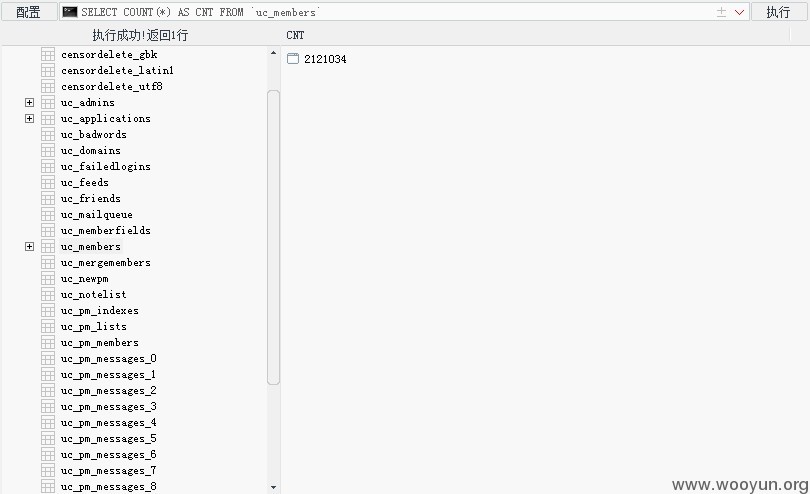 配置 SELECT COUNT(*) AS CNT FROM `uc_members` 执行
执行成功!返回1行 CNT
2121034
censordelete_gbk
censordelete_latin1
censordelete_utf8
uc_admins
uc_applications
uc_badwords
uc_domains
uc_failedlogins
uc_feeds
uc_friends
uc_mailqueue
uc_memberfields
uc_members
uc_mergemembers
uc_newpm
uc_notelist
uc_pm_indexes
uc_pm_lists
uc_pm_members
uc_pm_messages_0
uc_pm_messages_1
uc_pm_messages_2
uc_pm_messages_3
uc_pm_messages_4
uc_pm_messages_5
uc_pm_messages_6
uc_pm_messages_7
uc_pm_messages_8
www.wooyun.org